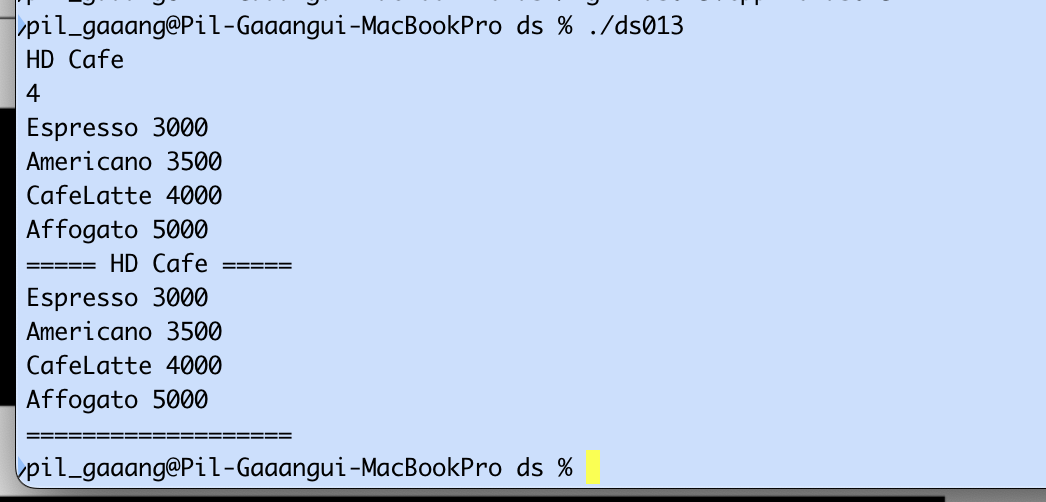 pil_gaaang@Pil-Gaaangui-MacBookPro ds % ./ds013
HD Cafe
4
Espresso 3000
Americano 3500
CafeLatte 4000
Affogato 5000
===== HD Cafe =====
Espresso 3000
Americano 3500
CafeLatte 4000
Affogato 5000
===================
pil_gaaang@Pil-Gaaangui-MacBookPro ds %